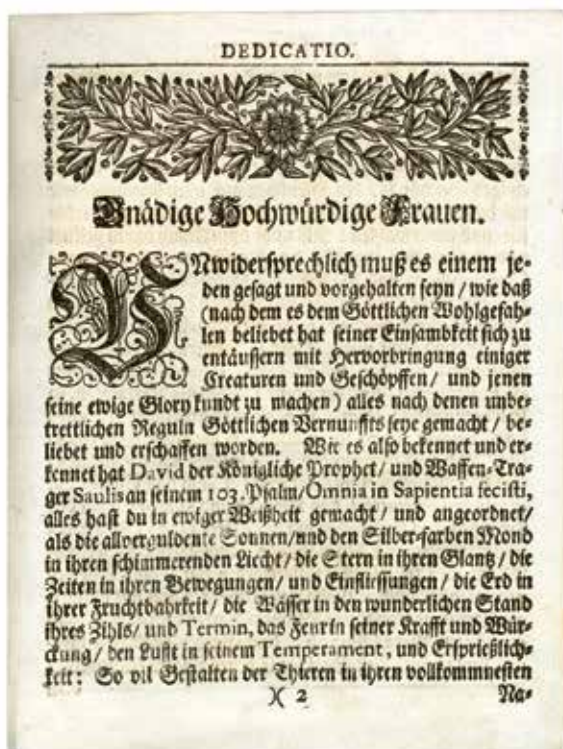 DEDICATIO.
Gnädige Hochwürdige Frauen.
UNwidersprechlich muß es einem je-
den gesagt und vorgehalten seyn / wie daß
(nach dem es dem Göttlichen Wohlgefah-
len beliebet hat seiner Einsambkeit sich zu
entäussern mit Hervorbringung einiger
Creaturen und Geschöpffen / und jenen
seine ewige Glory kundt zu machen) alles nach denen unbe-
trettlichen Reguln Göttlichen Vernunffts seye gemacht / be-
liebet und erschaffen worden. Wie es also bekennet und er-
kennet hat David der Königliche Prophet / und Waffen-Tra-
ger Saulis an seinem 103. Psalm / Omnia in Sapientia fecisti,
alles hast du in ewiger Weißheit gemacht / und angeordnet /
als die allverguldente Sonnen / und den Silber-farben Mond
in ihren schimmerenden Liecht / die Stern in ihren Glantz / die
Zeiten in ihren Bewegungen / und Einfliessungen / die Erd in
ihrer Fruchtbahrkeit / die Wässer in den wunderlichen Stand
ihres Zihls / und Termin, das Feur in seiner Krafft und Wür-
ckung / den Lufft in seinem Temperament, und Ersprießlich-
keit: So vil Gestalten der Thieren in ihren vollkommnesten
)( 2 Na-